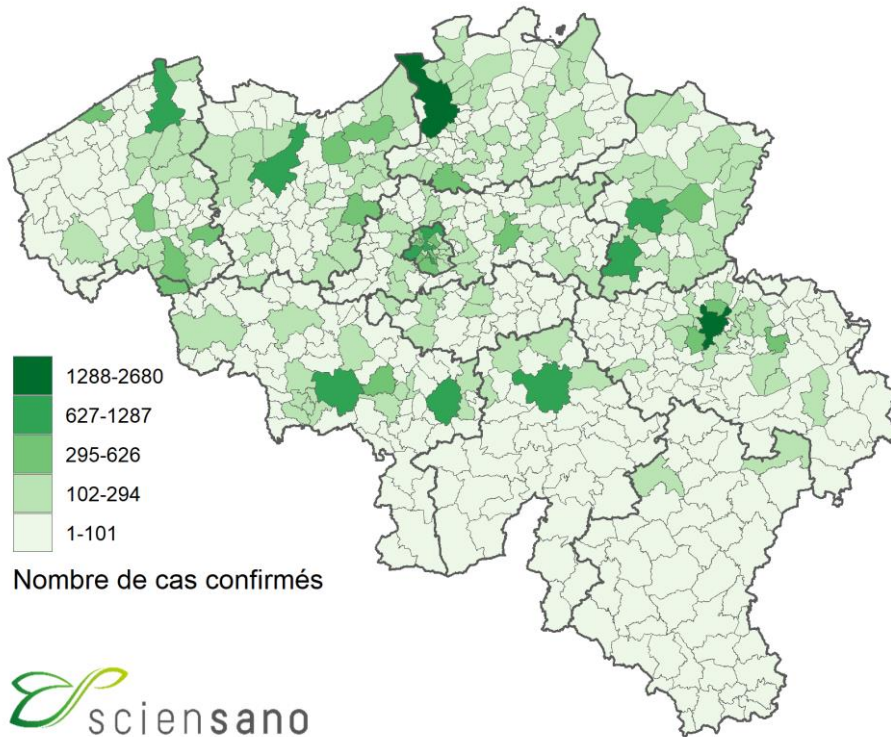 1288-2680
627-1287
295-626
102-294
1-101
Nombre de cas confirmés
sciensano